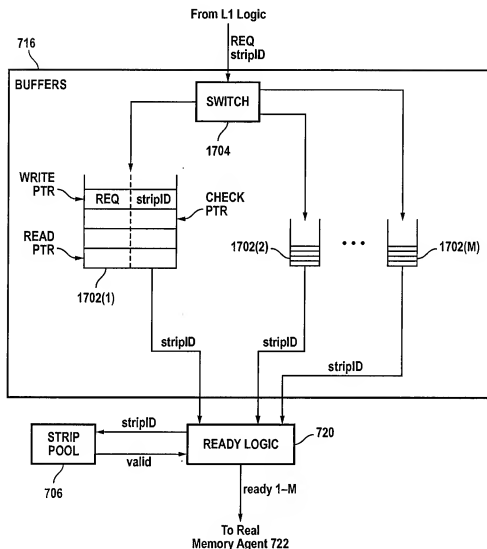 From L1 Logic
REQ
stripID
716
BUFFERS
SWITCH
1704
WRITE
PTR
REQ
stripID
CHECK
PTR
READ
PTR
1702(1)
1702(2)
• • •
1702(M)
stripID
stripID
stripID
STRIP
POOL
706
stripID
valid
READY LOGIC
720
ready 1–M
To Real
Memory Agent 722